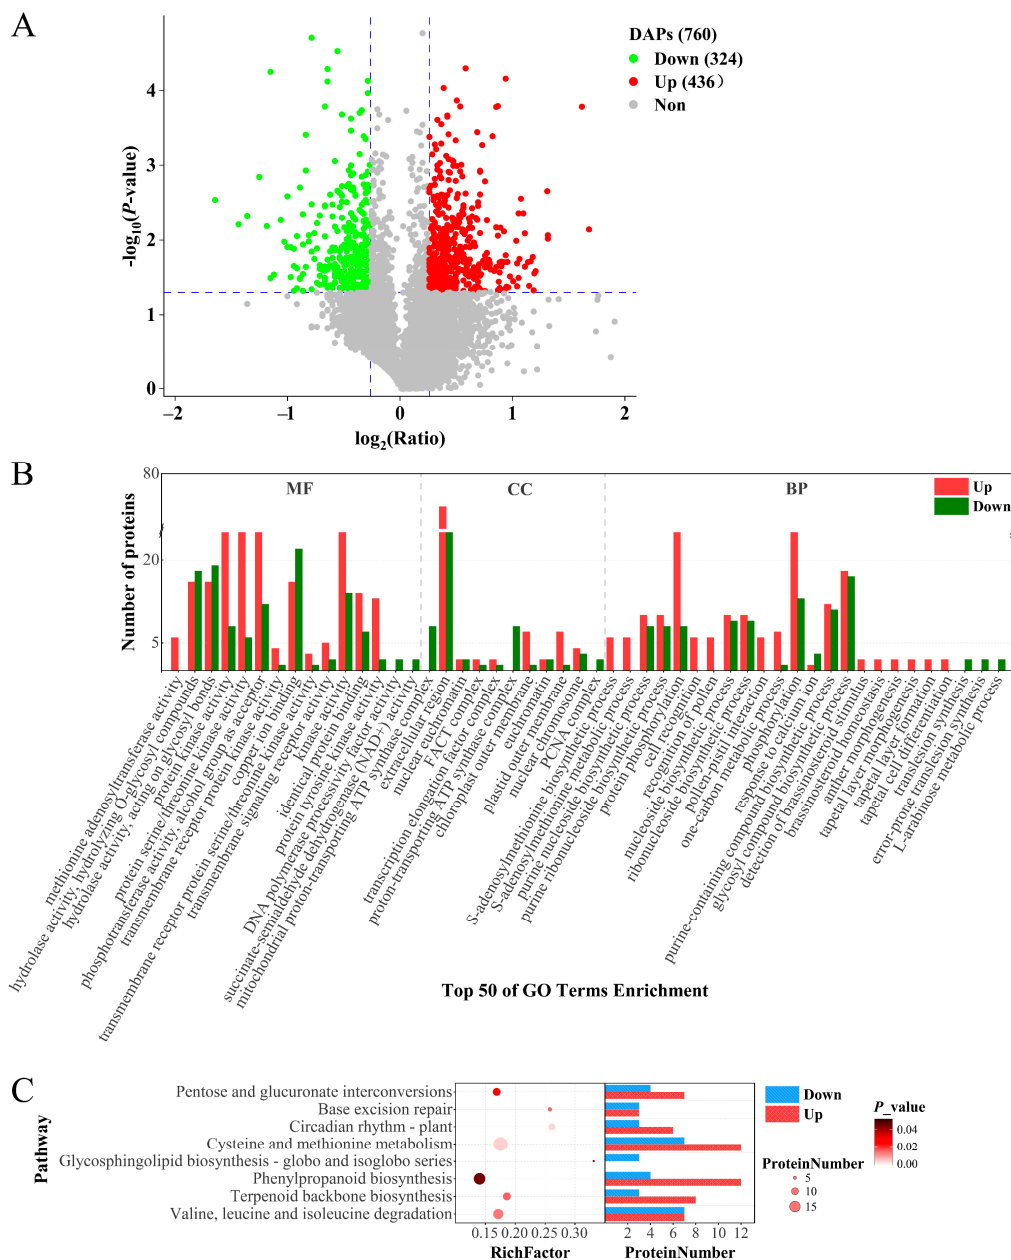 A
DAPs (760)
Down (324)
Up (436）
Non
-log10(P-value)
4
3
2
1
0
−2
−1
0
1
2
log2(Ratio)
B
80
20
5
Number of proteins
MF
CC
BP
Up
Down
methionine adenosyltransferase activity
hydrolase activity, hydrolyzing O-glycosyl compounds
hydrolase activity, acting on glycosyl bonds
protein kinase activity
protein serine/threonine kinase activity
phosphotransferase activity, alcohol group as acceptor
transmembrane receptor protein kinase activity
copper ion binding
transmembrane receptor protein serine/threonine kinase activity
transmembrane signaling receptor activity
kinase activity
identical protein binding
protein tyrosine kinase activity
DNA polymerase processivity factor activity
succinate-semialdehyde dehydrogenase (NAD+) activity
mitochondrial proton-transporting ATP synthase complex
extracellular region
nuclear euchromatin
FACT complex
transcription elongation factor complex
proton-transporting ATP synthase complex
chloroplast outer membrane
euchromatin
plastid outer membrane
nuclear chromosome
PCNA complex
S-adenosylmethionine biosynthetic process
S-adenosylmethionine metabolic process
purine nucleoside biosynthetic process
purine ribonucleoside biosynthetic process
protein phosphorylation
cell recognition
recognition of pollen
nucleoside biosynthetic process
ribonucleoside biosynthetic process
pollen-pistil interaction
one-carbon metabolic process
phosphorylation
response to calcium ion
purine-containing compound biosynthetic process
glycosyl compound biosynthetic process
detection of brassinosteroid stimulus
brassinosteroid homeostasis
anther morphogenesis
tapetal layer morphogenesis
tapetal layer formation
tapetal cell differentiation
translesion synthesis
error-prone translesion synthesis
L-arabinose metabolic process
Top 50 of GO Terms Enrichment
C
Pathway
Pentose and glucuronate interconversions
Base excision repair
Circadian rhythm - plant
Cysteine and methionine metabolism
Glycosphingolipid biosynthesis - globo and isoglobo series
Phenylpropanoid biosynthesis
Terpenoid backbone biosynthesis
Valine, leucine and isoleucine degradation
0.15 0.20 0.25 0.30
RichFactor
2 4 6 8 10 12
ProteinNumber
Down
Up
ProteinNumber
5
10
15
P_value
0.04
0.02
0.00